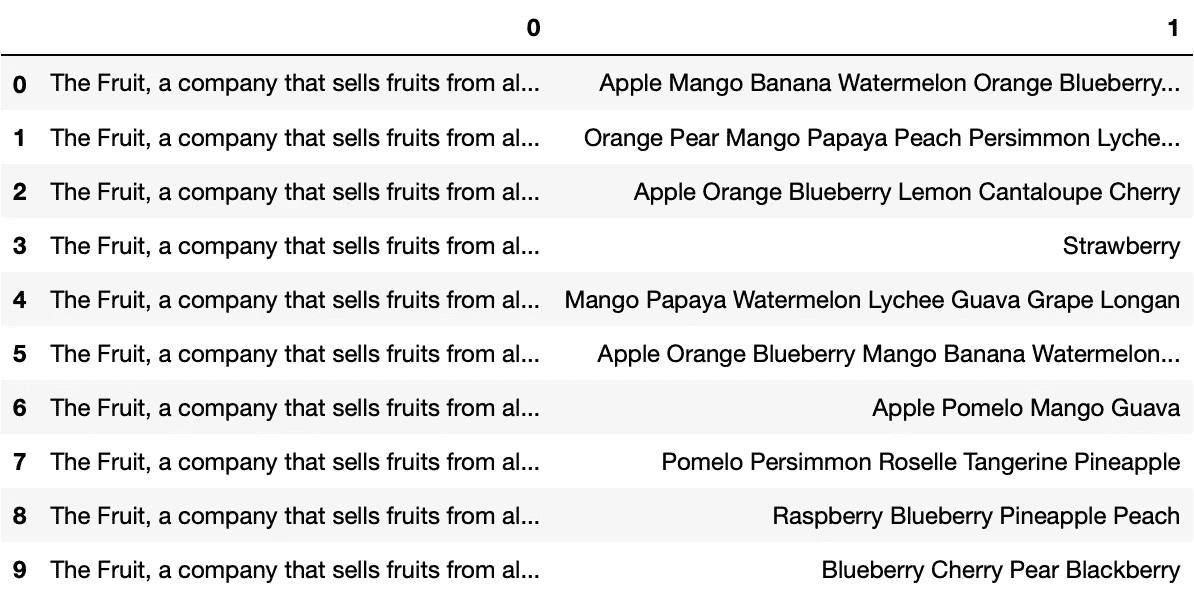 0 1
0 The Fruit, a company that sells fruits from al... Apple Mango Banana Watermelon Orange Blueberry...
1 The Fruit, a company that sells fruits from al... Orange Pear Mango Papaya Peach Persimmon Lyche...
2 The Fruit, a company that sells fruits from al... Apple Orange Blueberry Lemon Cantaloupe Cherry
3 The Fruit, a company that sells fruits from al... Strawberry
4 The Fruit, a company that sells fruits from al... Mango Papaya Watermelon Lychee Guava Grape Longan
5 The Fruit, a company that sells fruits from al... Apple Orange Blueberry Mango Banana Watermelon...
6 The Fruit, a company that sells fruits from al... Apple Pomelo Mango Guava
7 The Fruit, a company that sells fruits from al... Pomelo Persimmon Roselle Tangerine Pineapple
8 The Fruit, a company that sells fruits from al... Raspberry Blueberry Pineapple Peach
9 The Fruit, a company that sells fruits from al... Blueberry Cherry Pear Blackberry